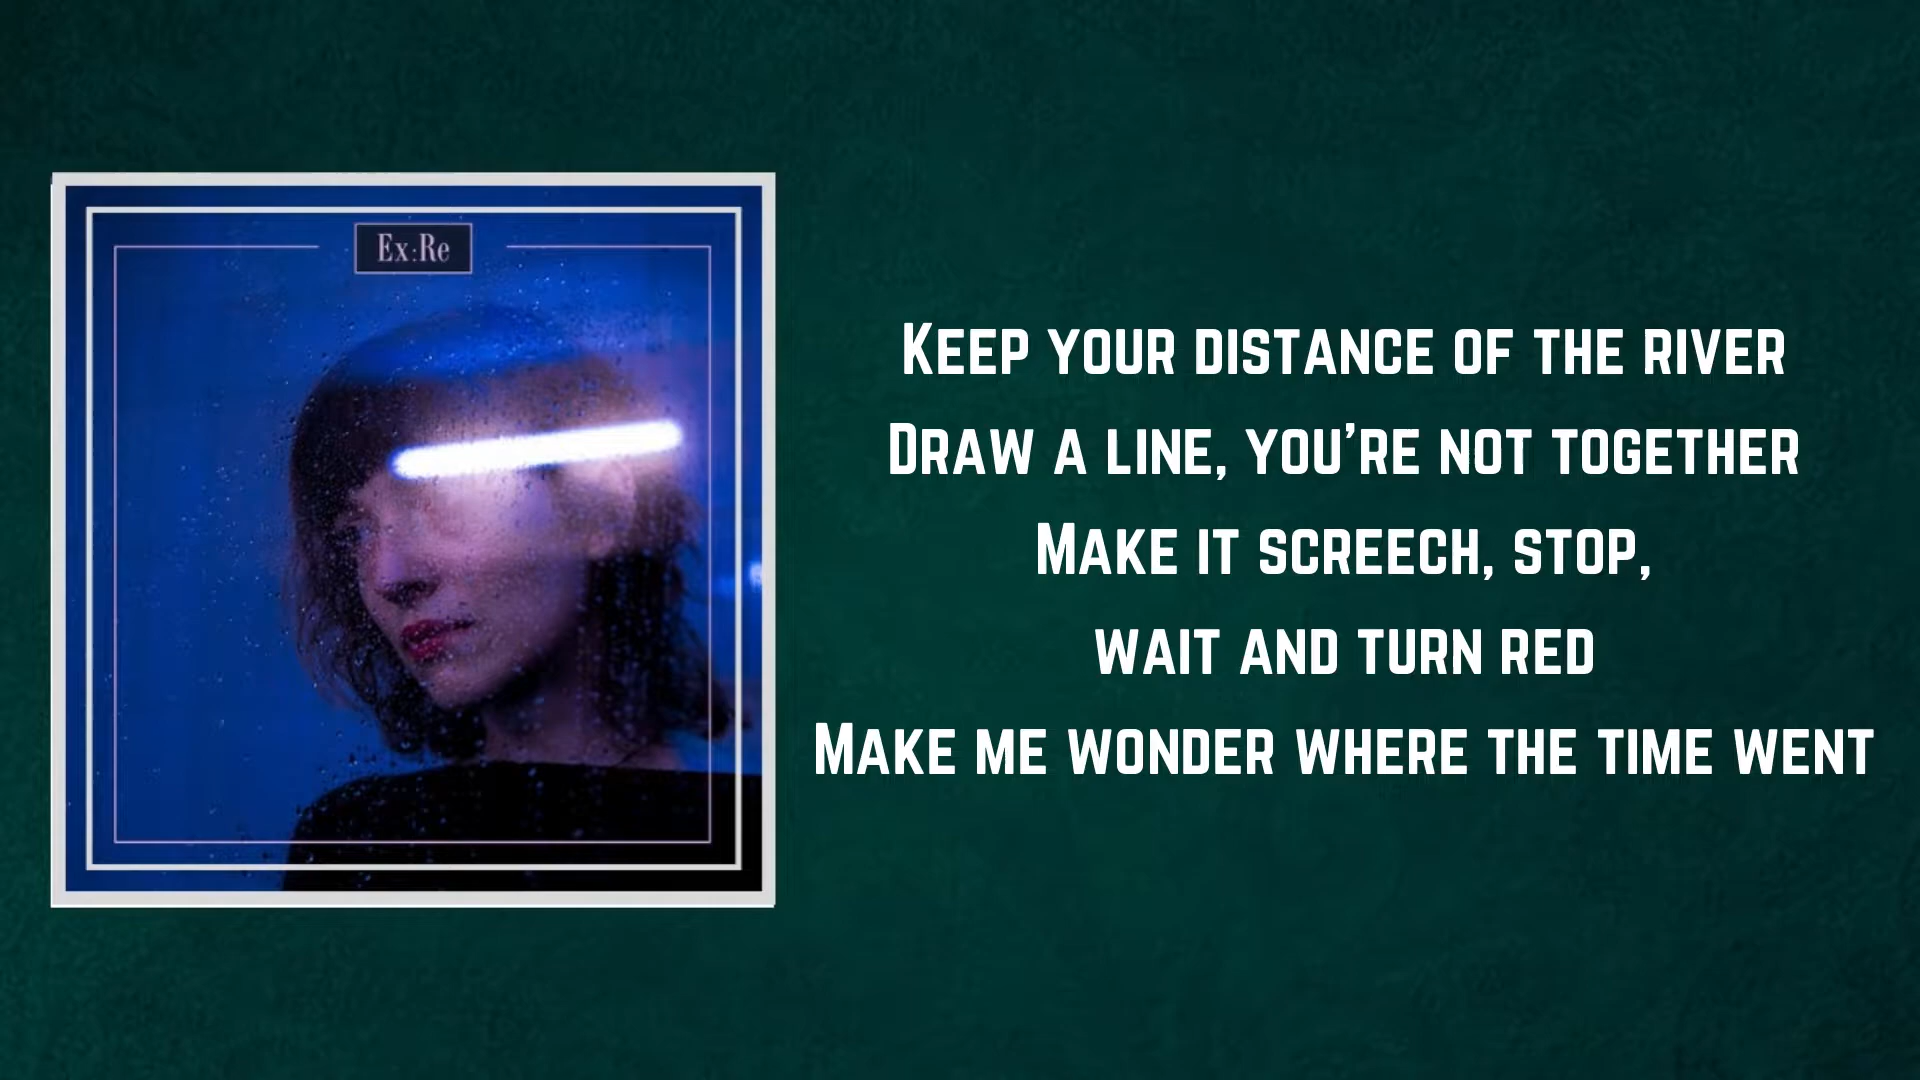 Ex:Re
Keep your distance of the river
Draw a line, you're not together
Make it screech, stop,
wait and turn red
Make me wonder where the time went